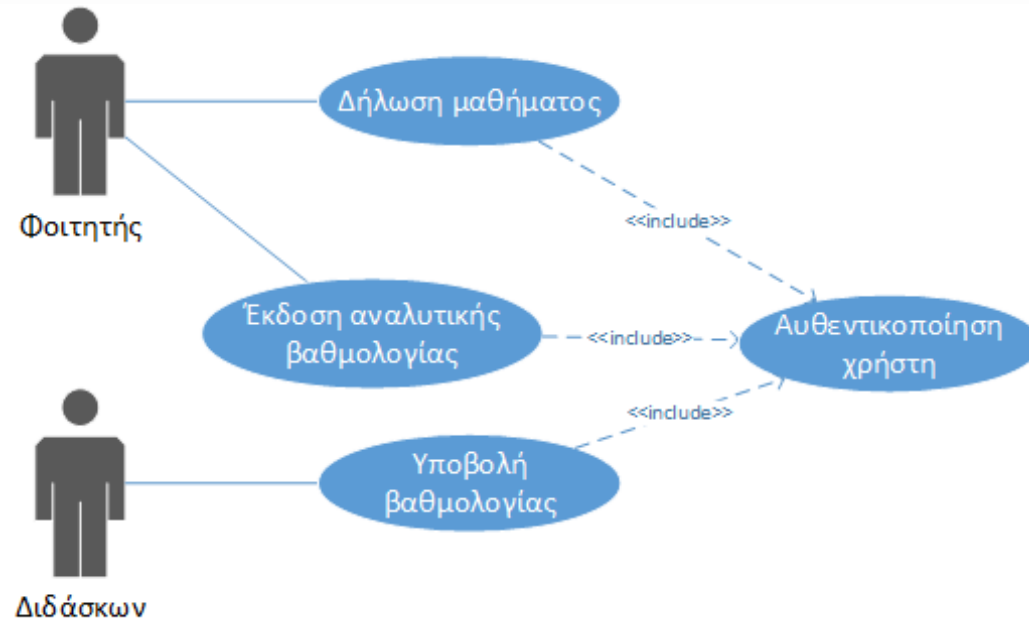 Δήλωση μαθήματος
Φοιτητής
<<include>>
Έκδοση αναλυτικής
βαθμολογίας
<<include>>
Αυθεντικοποίηση
χρήστη
<<include>>
Υποβολή
βαθμολογίας
Διδάσκων